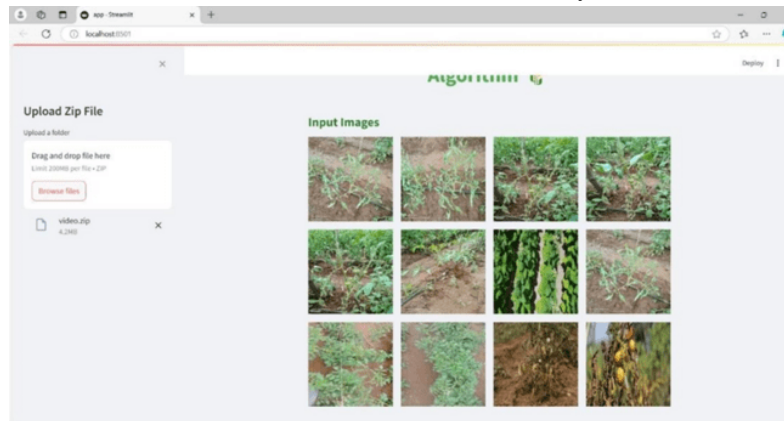 app · Streamlit
localhost:8501
Deploy
Algorithm
Upload Zip File
Input Images
Upload a folder
Drag and drop file here
Limit 200MB per file • ZIP
Browse files
video.zip
4.2MB